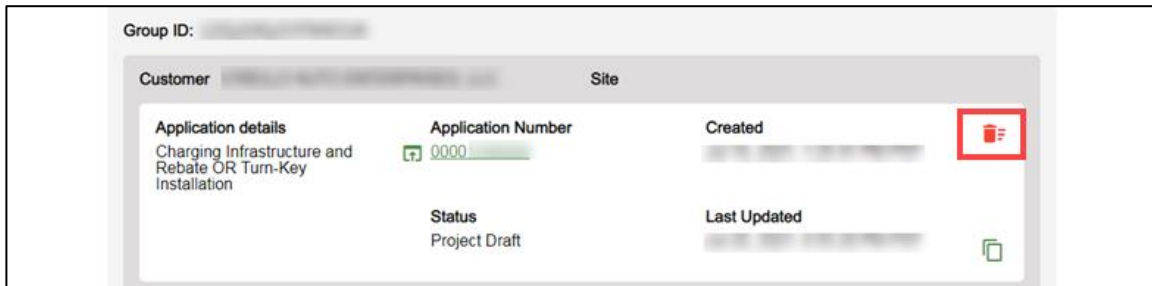 Group ID:
Customer Site
Application details Application Number Created
Charging Infrastructure and
Rebate OR Turn-Key
Installation
0000
Status Last Updated
Project Draft